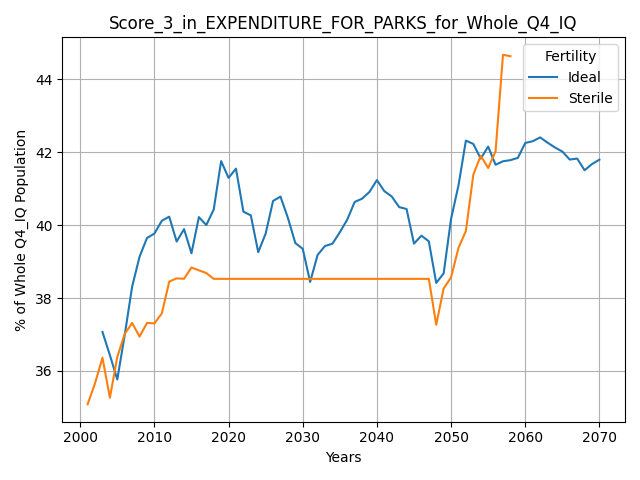 Score_3_in_EXPENDITURE_FOR_PARKS_for_Whole_Q4_IQ
Fertility
Ideal
Sterile
% of Whole Q4_IQ Population
44
42
40
38
36
2000 2010 2020 2030 2040 2050 2060 2070
Years